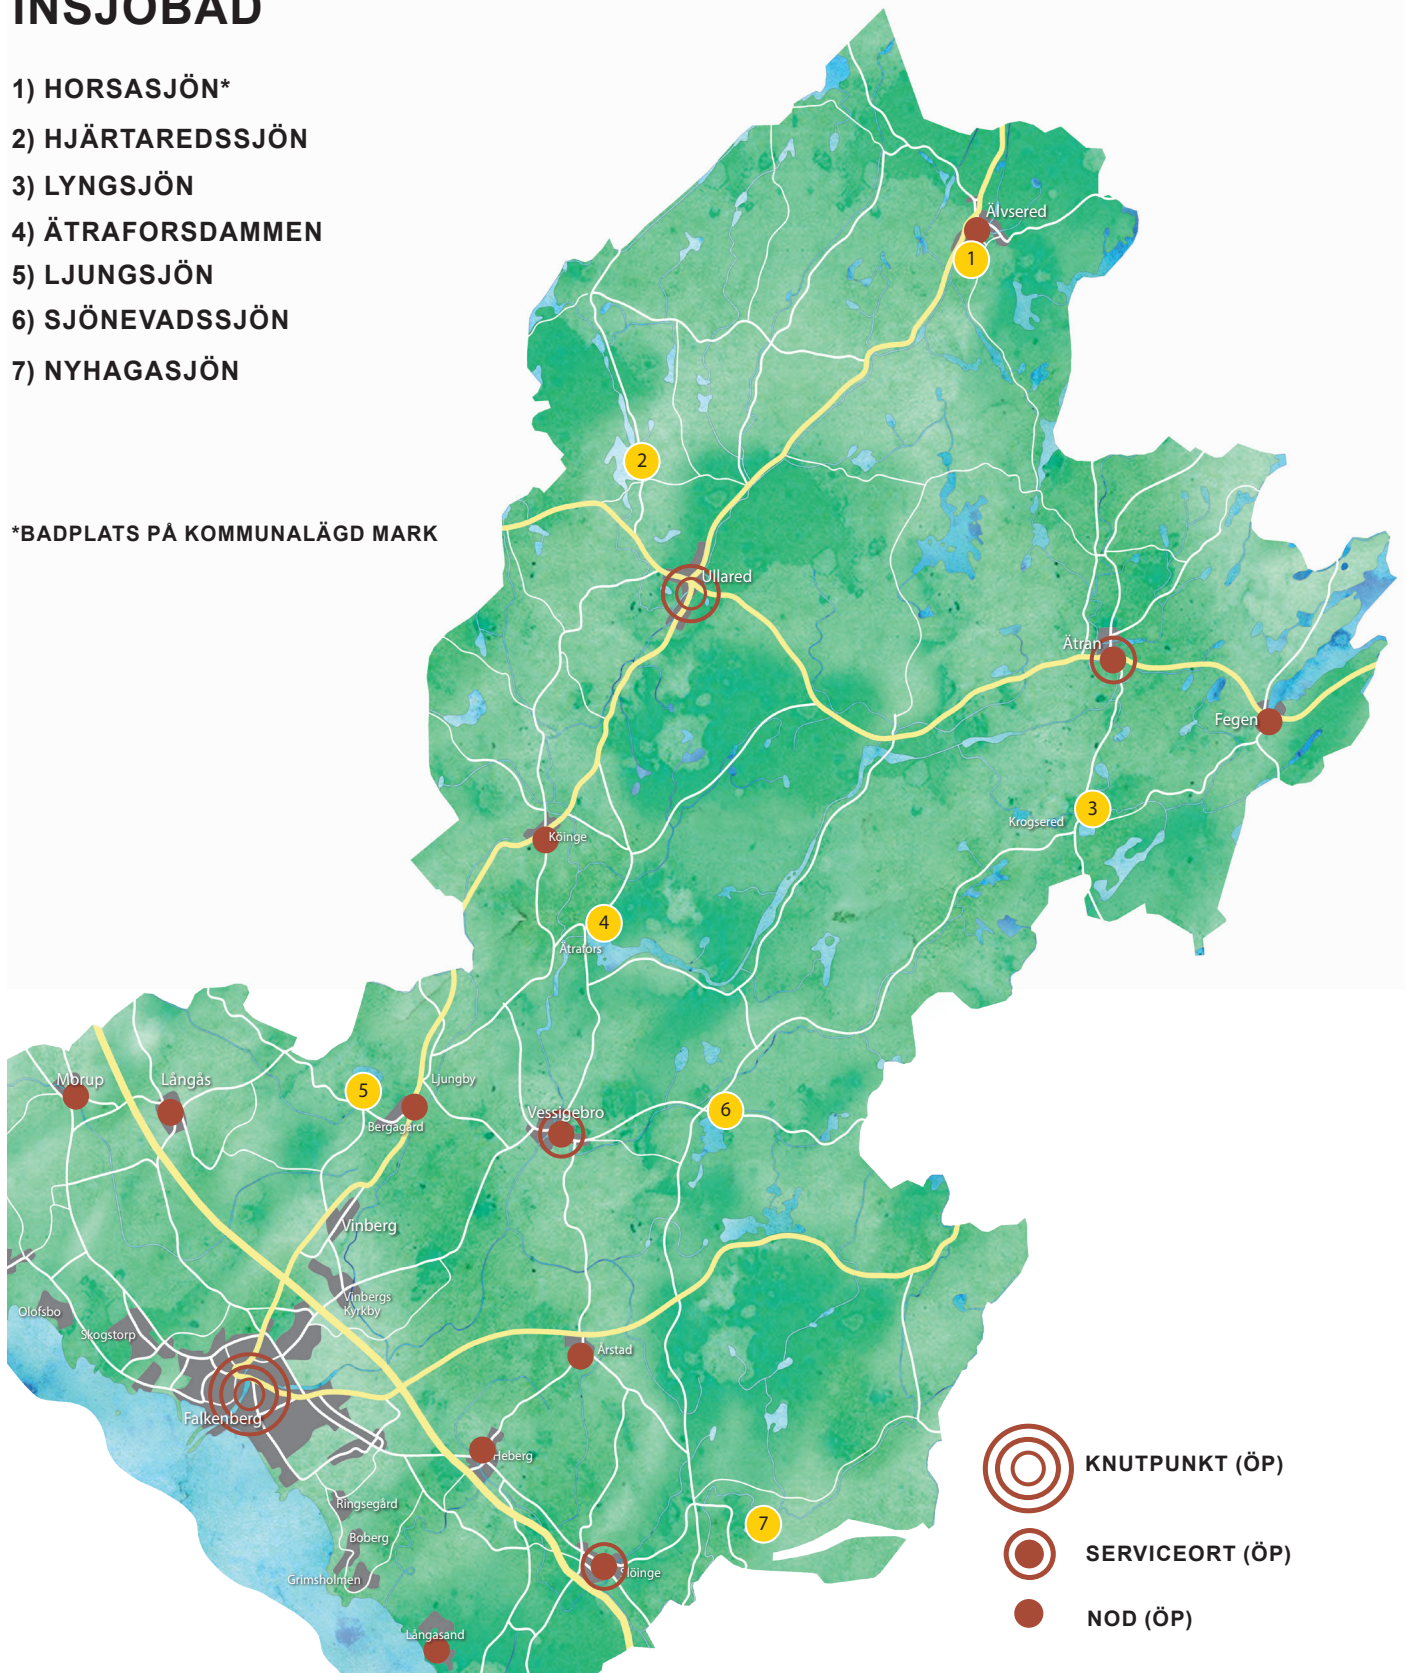 INSJÖBAD
1) HORSASJÖN*
2) HJÄRTAREDSSJÖN
3) LYNGSJÖN
4) ÄTRAFORSDAMMEN
5) LJUNGSJÖN
6) SJÖNEVADSSJÖN
7) NYHAGASJÖN
*BADPLATS PÅ KOMMUNALÄGD MARK
Älvsered
1
2
Ullared
Ätran
Fegen
3
Krogsered
Köinge
4
Ätrafors
Morup
Långås
5
Ljungby
Bergagård
Vessigebro
6
Vinberg
Vinbergs
Kyrkby
Olofsbo
Skogstorp
Årstad
Falkenberg
Heberg
Ringsegård
7
Boberg
Grimsholmen
Slöinge
Långasand
KNUTPUNKT (ÖP)
SERVICEORT (ÖP)
NOD (ÖP)